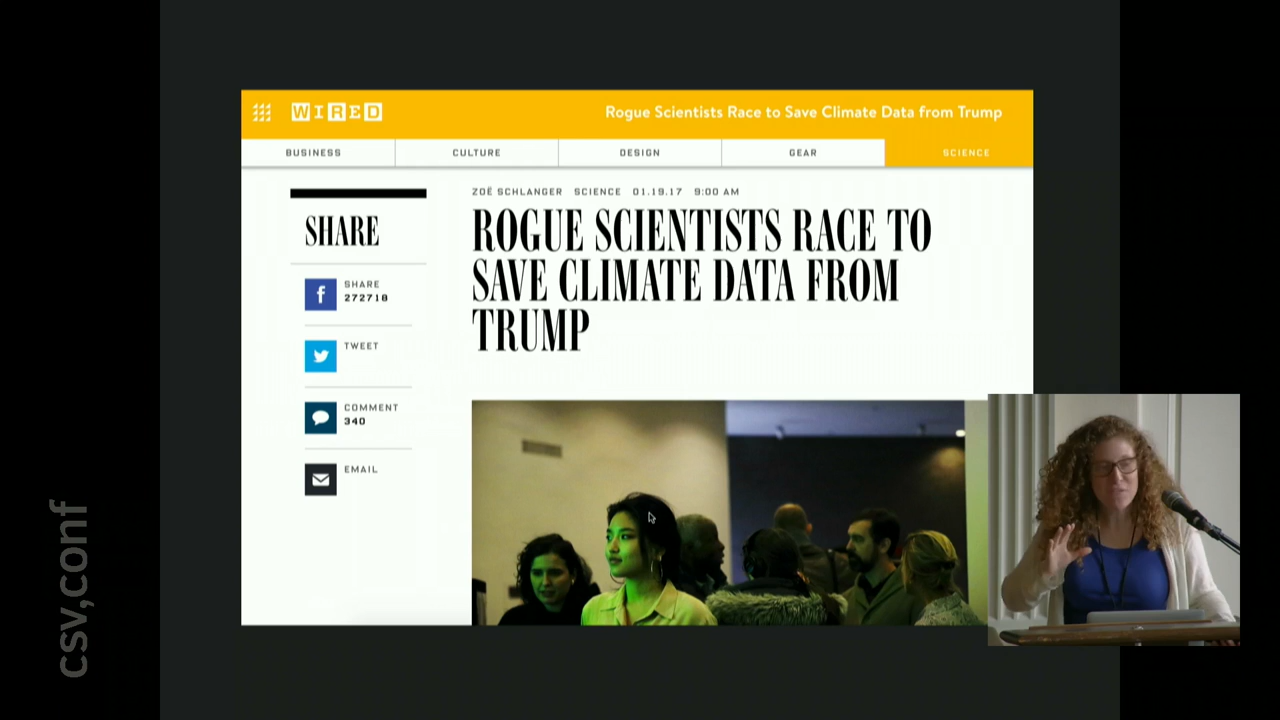 WIRED
Rogue Scientists Race to Save Climate Data from Trump
BUSINESS
CULTURE
DESIGN
GEAR
SCIENCE
ZOË SCHLANGER SCIENCE 01.19.17 9:00 AM
ROGUE SCIENTISTS RACE TO
SAVE CLIMATE DATA FROM
TRUMP
SHARE
f
SHARE
272718
TWEET
COMMENT
340
EMAIL
csv,conf